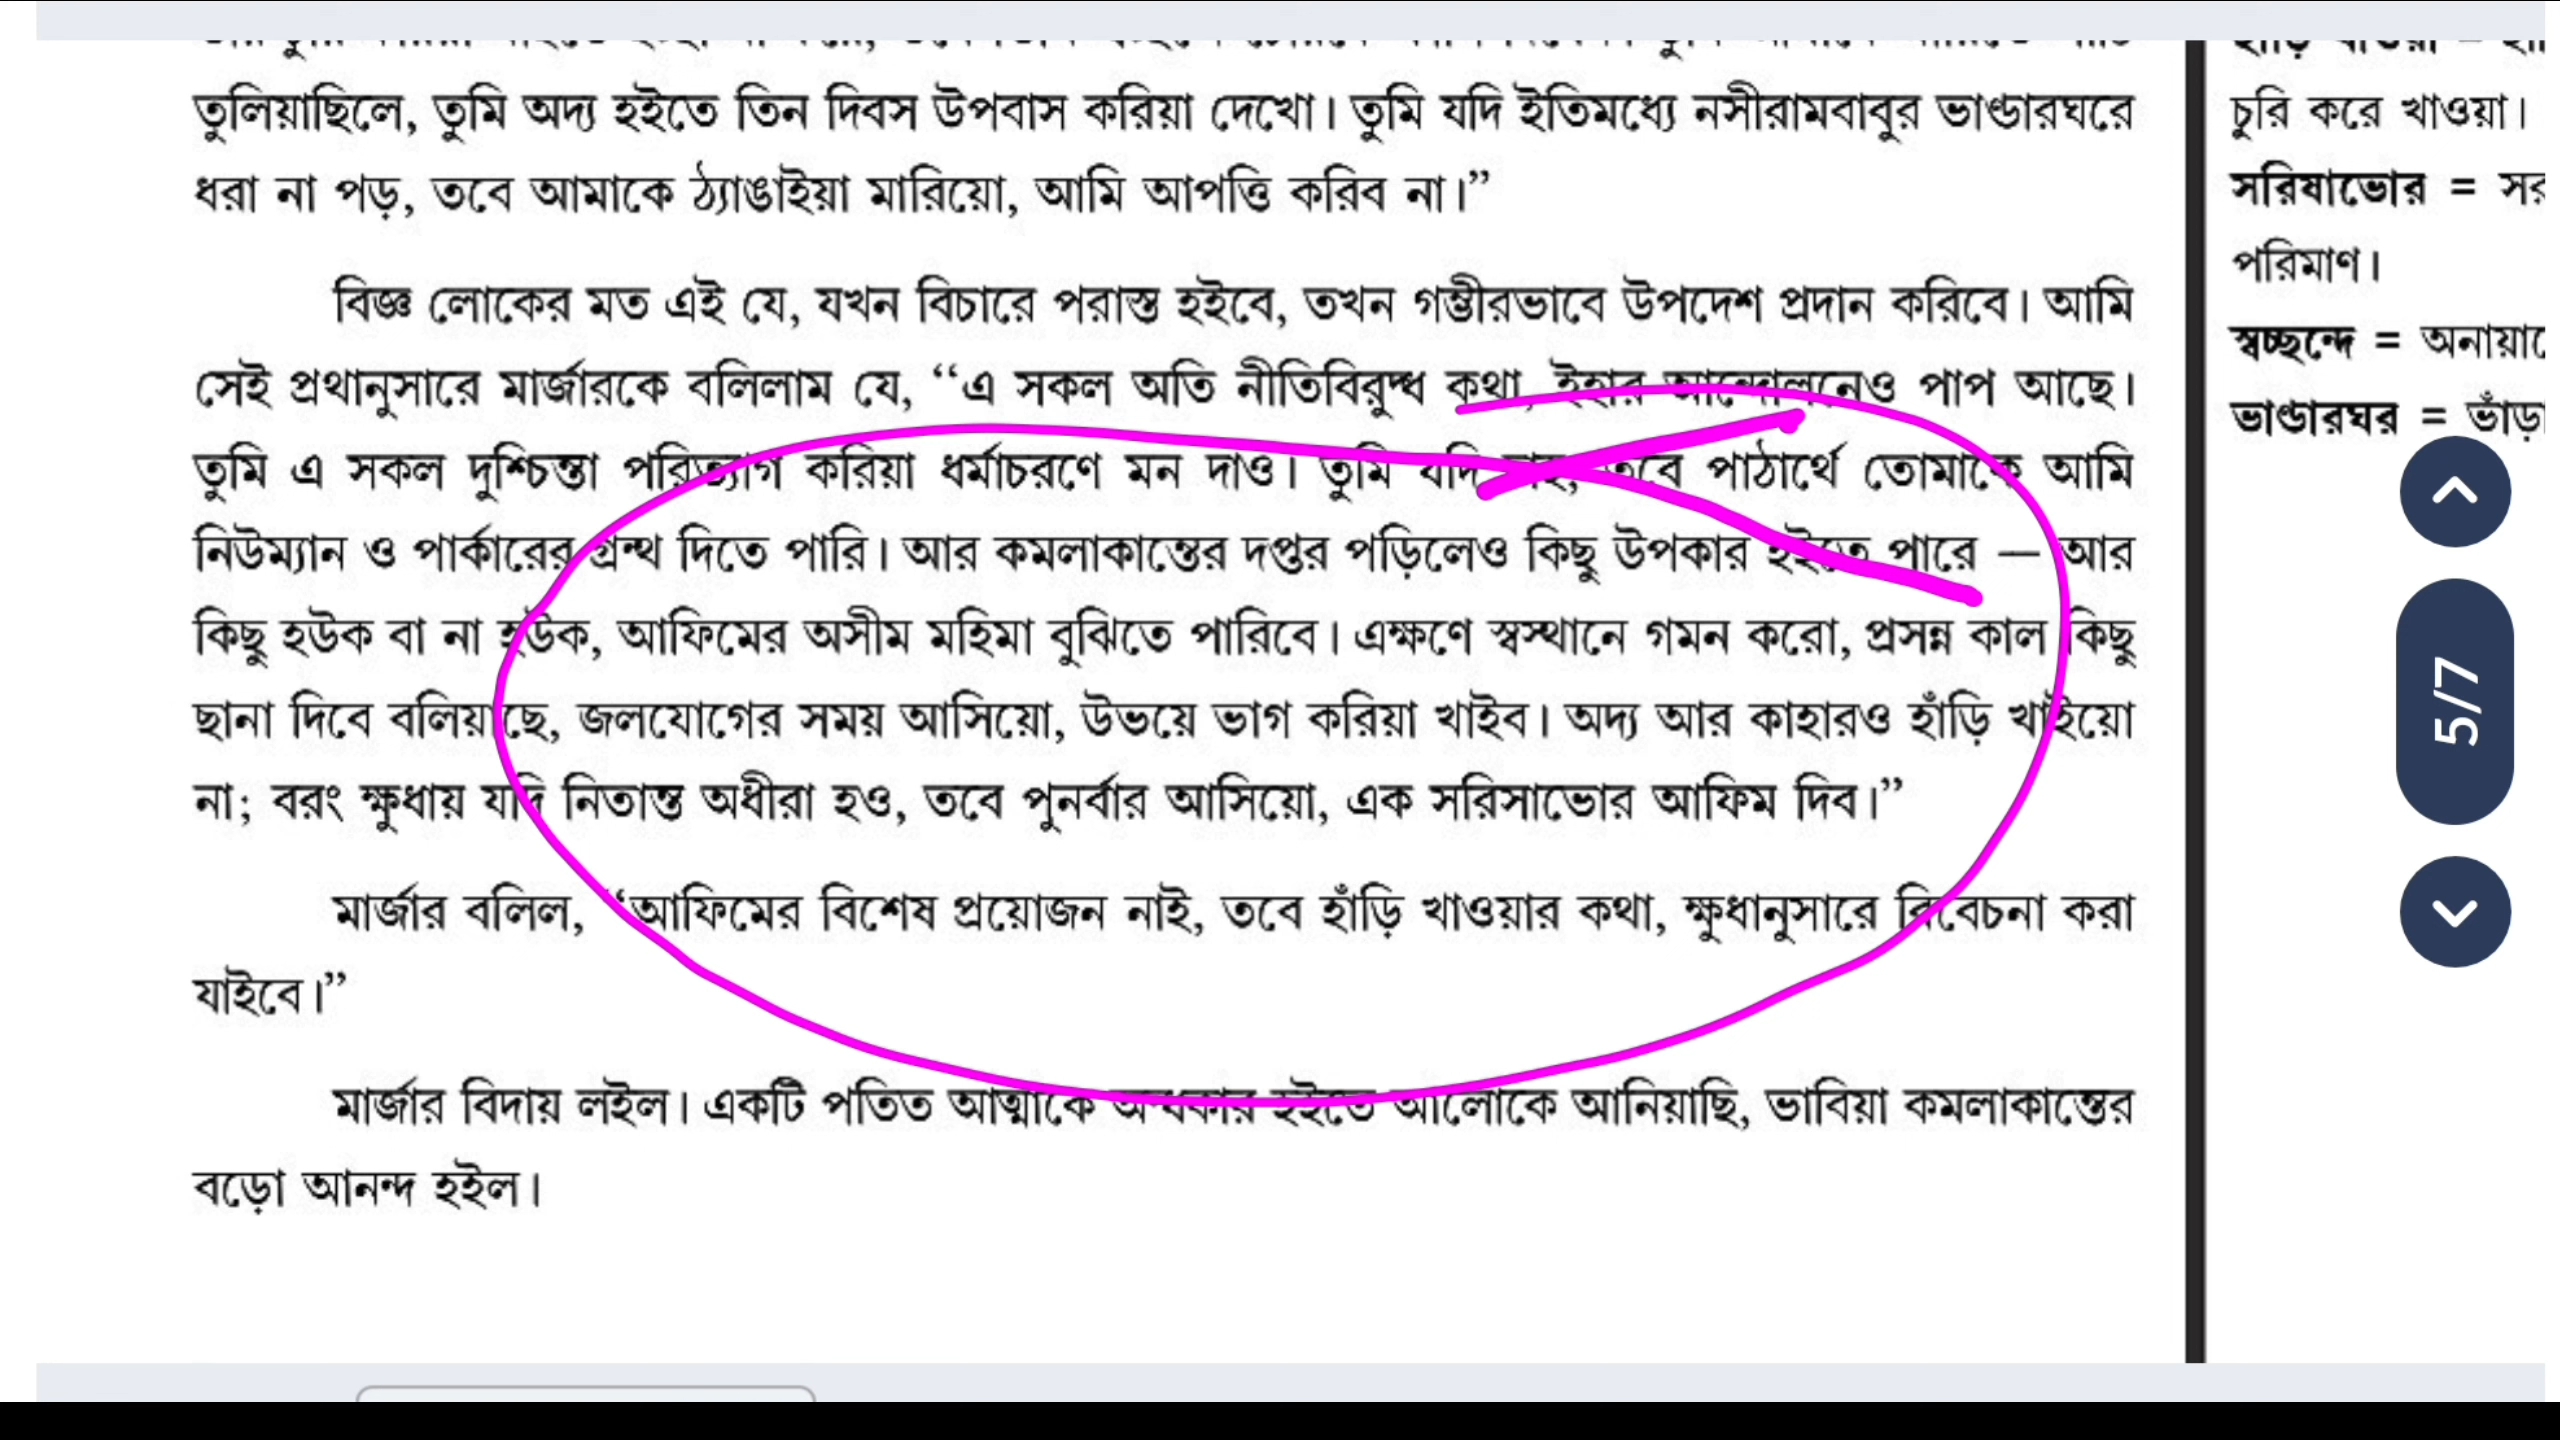 তুলিয়াছিলে, তুমি অদ্য হইতে তিন দিবস উপবাস করিয়া দেখো। তুমি যদি ইতিমধ্যে নসীরামবাবুর ভাণ্ডারঘরে
ধরা না পড়, তবে আমাকে ঠ্যাঙাইয়া মারিয়ো, আমি আপত্তি করিব না।”
বিজ্ঞ লোকের মত এই যে, যখন বিচারে পরাস্ত হইবে, তখন গম্ভীরভাবে উপদেশ প্রদান করিবে। আমি
সেই প্রথানুসারে মার্জারকে বলিলাম যে, “এ সকল অতি নীতিবিরুদ্ধ কথা, ইহার আন্দোলনেও পাপ আছে।
তুমি এ সকল দুশ্চিন্তা পরিত্যাগ করিয়া ধর্মাচরণে মন দাও। তুমি যদি চাহ, তবে পাঠার্থে তোমাকে আমি
নিউম্যান ও পার্কারের গ্রন্থ দিতে পারি। আর কমলাকান্তের দপ্তর পড়িলেও কিছু উপকার হইতে পারে — আর
কিছু হউক বা না হউক, আফিমের অসীম মহিমা বুঝিতে পারিবে। এক্ষণে স্বস্থানে গমন করো, প্রসন্ন কাল কিছু
ছানা দিবে বলিয়াছে, জলযোগের সময় আসিয়ো, উভয়ে ভাগ করিয়া খাইব। অদ্য আর কাহারও হাঁড়ি খাইয়ো
না; বরং ক্ষুধায় যদি নিতান্ত অধীরা হও, তবে পুনর্বার আসিয়ো, এক সরিসাভোর আফিম দিব।”
মার্জার বলিল, “আফিমের বিশেষ প্রয়োজন নাই, তবে হাঁড়ি খাওয়ার কথা, ক্ষুধানুসারে বিবেচনা করা
যাইবে।”
মার্জার বিদায় লইল। একটি পতিত আত্মাকে অন্ধকার হইতে আলোকে আনিয়াছি, ভাবিয়া কমলাকান্তের
বড়ো আনন্দ হইল।
চুরি করে খাওয়া।
সরিষাভোর =
পরিমাণ।
স্বচ্ছন্দে =
ভাণ্ডারঘর =
5/7